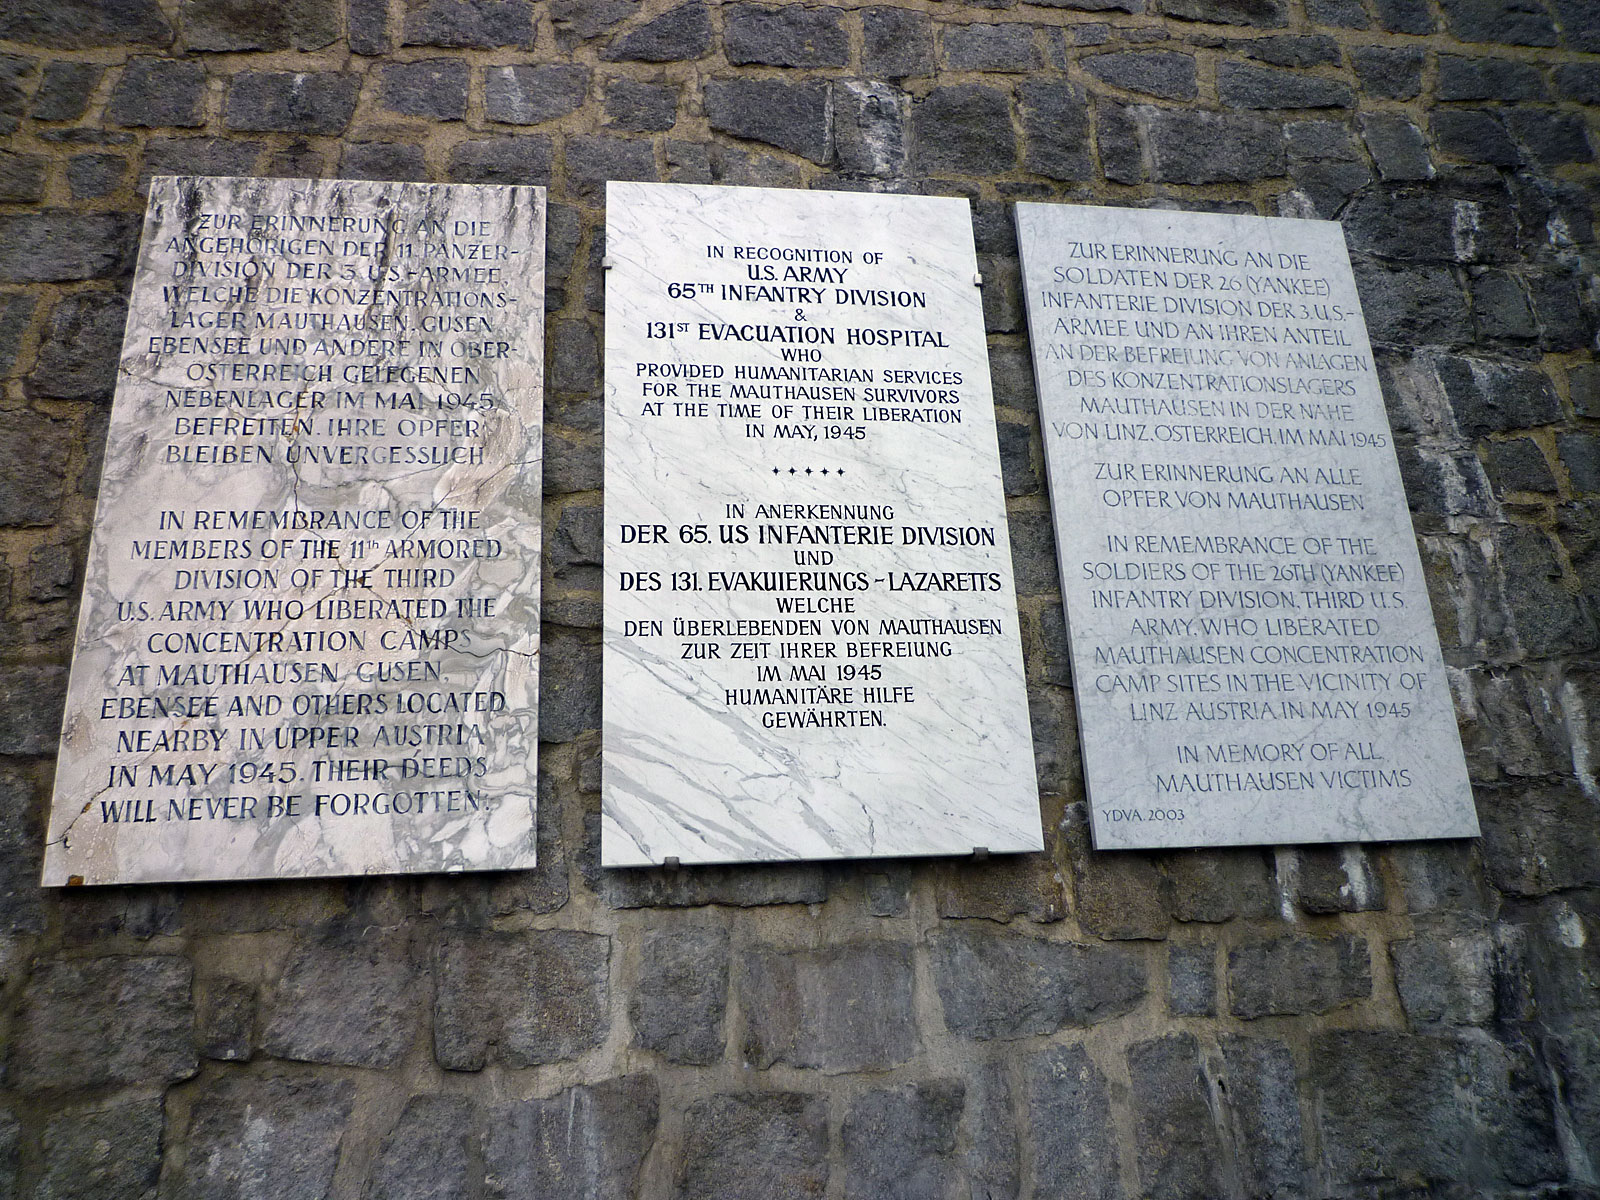 ZUR ERINNERUNG AN DIE
ANGEHÖRIGEN DER 11. PANZER-
DIVISION DER 3. U.S.-ARMEE,
WELCHE DIE KONZENTRATIONS-
LAGER MAUTHAUSEN, GUSEN,
EBENSEE UND ANDERE IN OBER-
ÖSTERREICH GELEGENEN
NEBENLAGER IM MAI 1945
BEFREITEN. IHRE OPFER
BLEIBEN UNVERGESSLICH
IN REMEMBRANCE OF THE
MEMBERS OF THE 11th ARMORED
DIVISION OF THE THIRD
U.S. ARMY WHO LIBERATED THE
CONCENTRATION CAMPS
AT MAUTHAUSEN, GUSEN,
EBENSEE AND OTHERS LOCATED
NEARBY IN UPPER AUSTRIA
IN MAY 1945. THEIR DEEDS
WILL NEVER BE FORGOTTEN.
IN RECOGNITION OF
U.S. ARMY
65TH INFANTRY DIVISION
&
131ST EVACUATION HOSPITAL
WHO
PROVIDED HUMANITARIAN SERVICES
FOR THE MAUTHAUSEN SURVIVORS
AT THE TIME OF THEIR LIBERATION
IN MAY, 1945
✦✦✦✦✦
IN ANERKENNUNG
DER 65. US INFANTERIE DIVISION
UND
DES 131. EVAKUIERUNGS-LAZARETTS
WELCHE
DEN ÜBERLEBENDEN VON MAUTHAUSEN
ZUR ZEIT IHRER BEFREIUNG
IM MAI 1945
HUMANITÄRE HILFE
GEWÄHRTEN.
ZUR ERINNERUNG AN DIE
SOLDATEN DER 26 (YANKEE)
INFANTERIE DIVISION DER 3.U.S.-
ARMEE UND AN IHREN ANTEIL
AN DER BEFREIUNG VON ANLAGEN
DES KONZENTRATIONSLAGERS
MAUTHAUSEN IN DER NÄHE
VON LINZ, ÖSTERREICH, IM MAI 1945
ZUR ERINNERUNG AN ALLE
OPFER VON MAUTHAUSEN
IN REMEMBRANCE OF THE
SOLDIERS OF THE 26TH (YANKEE)
INFANTRY DIVISION, THIRD U.S.
ARMY, WHO LIBERATED
MAUTHAUSEN CONCENTRATION
CAMP SITES IN THE VICINITY OF
LINZ AUSTRIA IN MAY 1945
IN MEMORY OF ALL
MAUTHAUSEN VICTIMS
YDVA. 2003